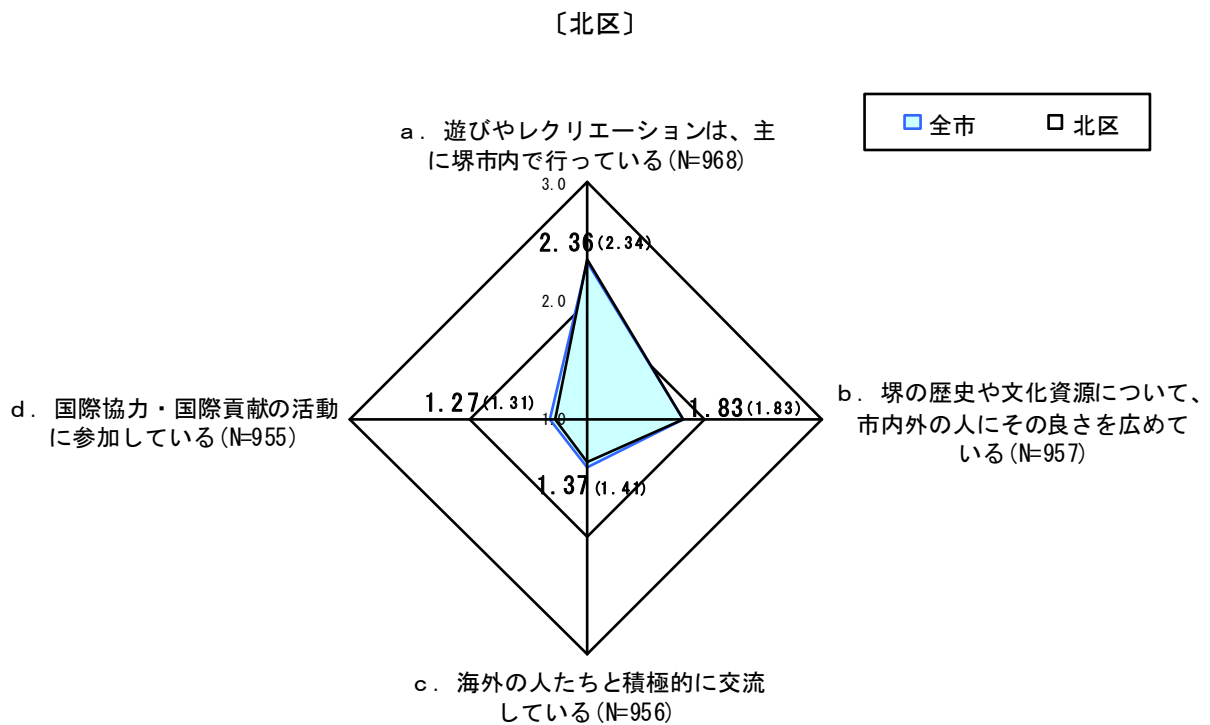 〔北区〕
全市 北区
a. 遊びやレクリエーションは、主
に堺市内で行っている(N=968)
3.0
2.36(2.34)
2.0
d. 国際協力・国際貢献の活動
に参加している(N=955)
1.27(1.31)
1.0
1.83(1.83)
b. 堺の歴史や文化資源について、
市内外の人にその良さを広めて
いる(N=957)
1.37(1.41)
c. 海外の人たちと積極的に交流
している(N=956)